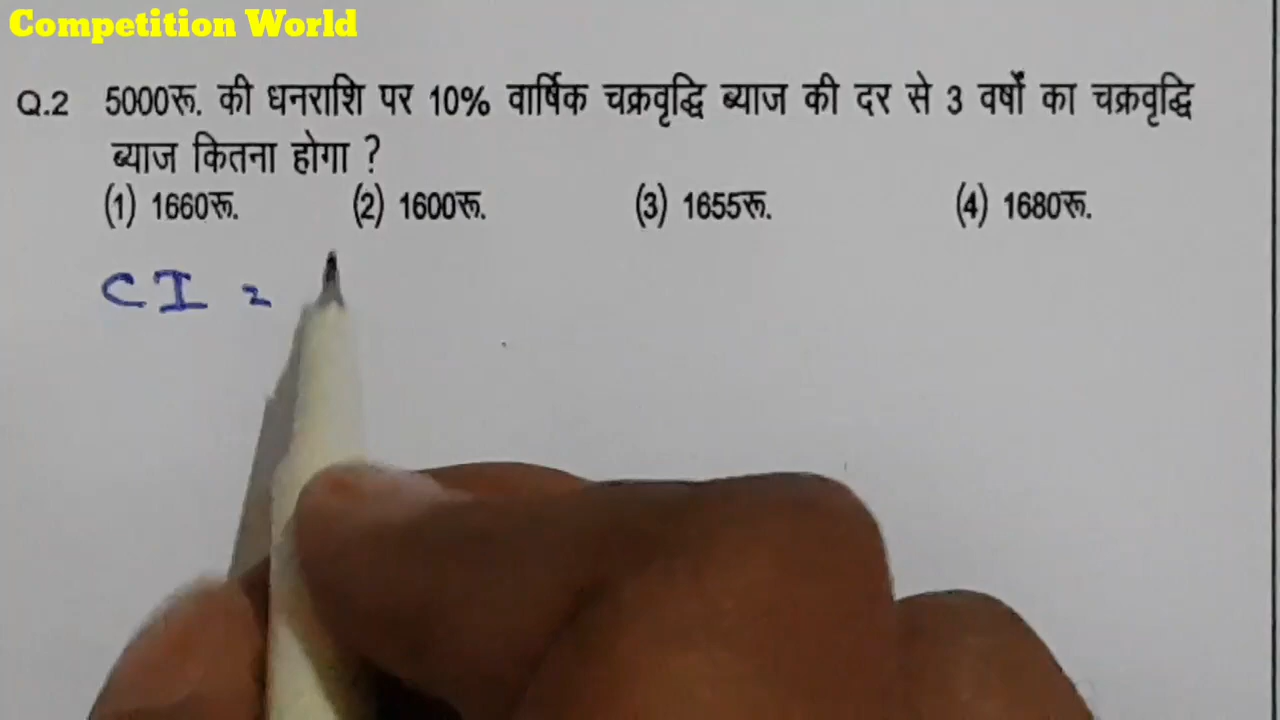 Competition World
Q.2 5000रू. की धनराशि पर 10% वार्षिक चक्रवृद्धि ब्याज की दर से 3 वर्षों का चक्रवृद्धि
ब्याज कितना होगा ?
(1) 1660रू. (2) 1600रू. (3) 1655रू. (4) 1680रू.
CI =